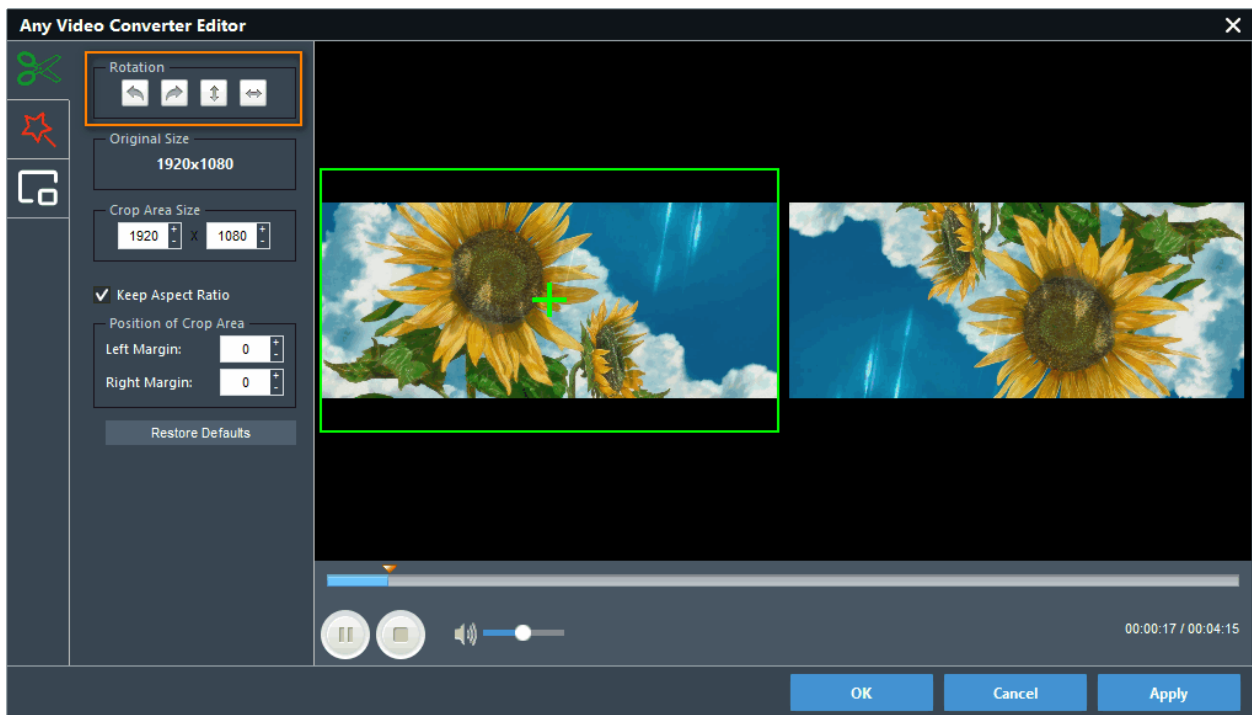 Any Video Converter Editor
Rotation
Original Size
1920x1080
Crop Area Size
1920 + - X 1080 + -
Keep Aspect Ratio
Position of Crop Area
Left Margin: 0 + -
Right Margin: 0 + -
Restore Defaults
00:00:17 / 00:04:15
OK Cancel Apply